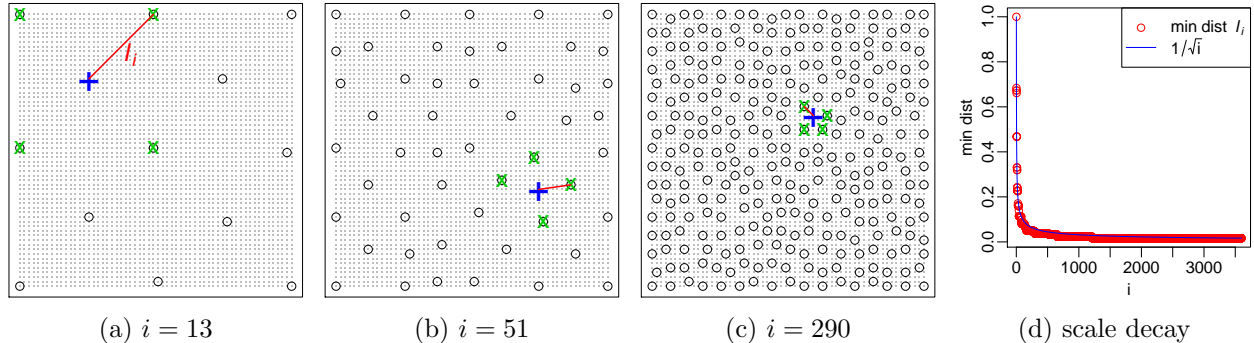 l_i
min dist l_i
1/√i
min dist
0.0 0.2 0.4 0.6 0.8 1.0
0 1000 2000 3000
i
(a) i = 13
(b) i = 51
(c) i = 290
(d) scale decay